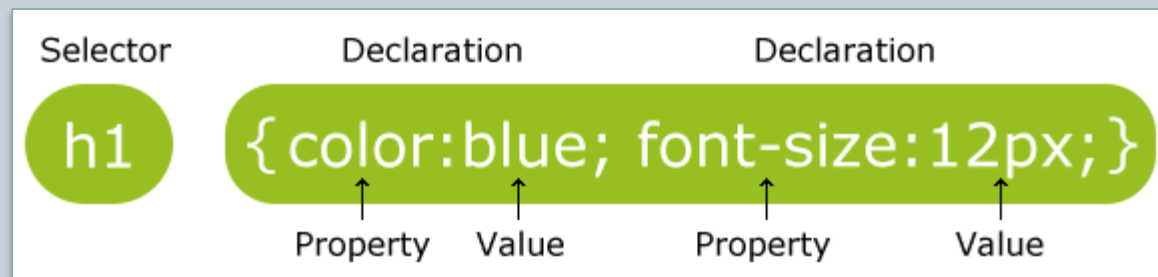 Selector Declaration Declaration
h1 {color:blue; font-size:12px;}
Property Value Property Value